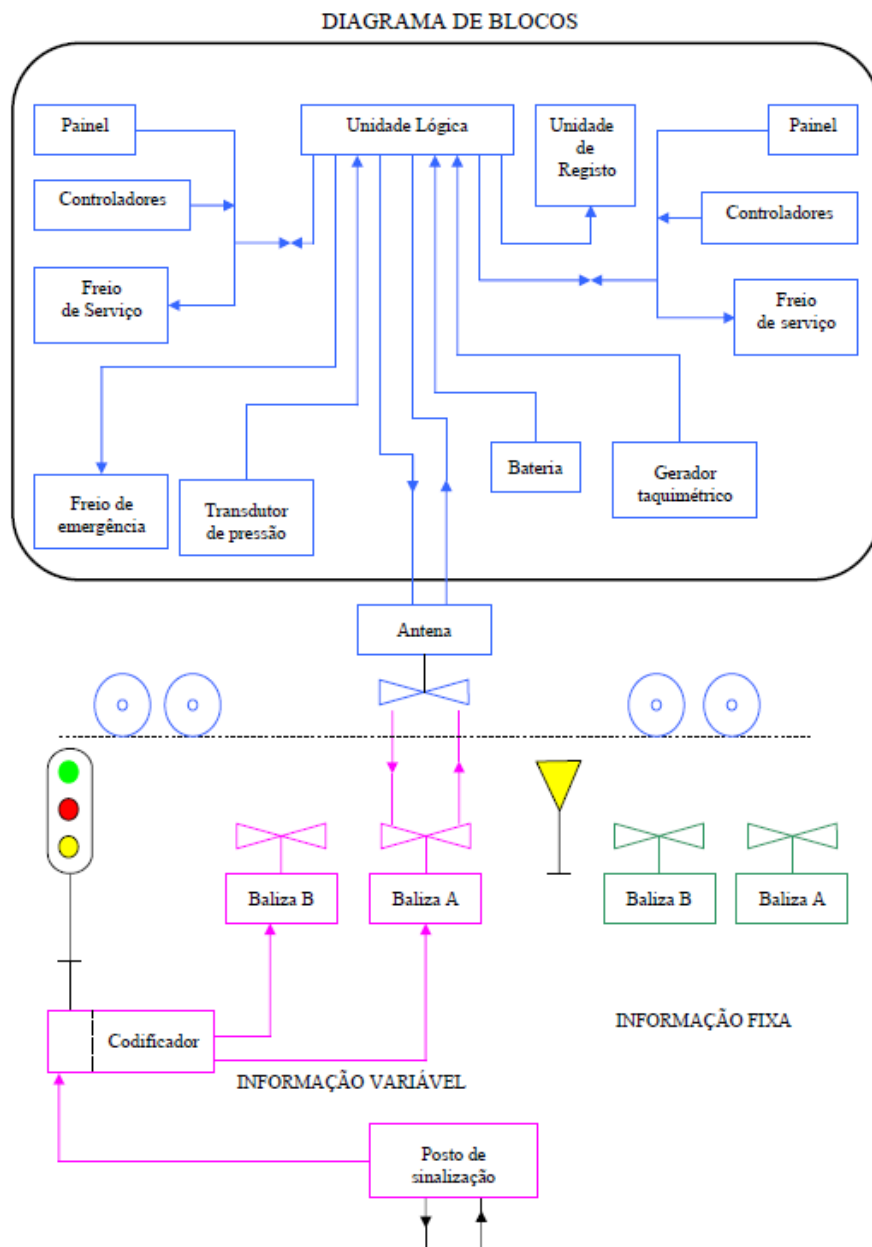 DIAGRAMA DE BLOCOS
Painel
Unidade Lógica
Unidade
de
Registo
Painel
Controladores
Controladores
Freio
de Serviço
Freio
de serviço
Freio de
emergência
Transdutor
de pressão
Bateria
Gerador
taquimétrico
Antena
Baliza B
Baliza A
Baliza B
Baliza A
Codificador
INFORMAÇÃO FIXA
INFORMAÇÃO VARIÁVEL
Posto de
sinalização